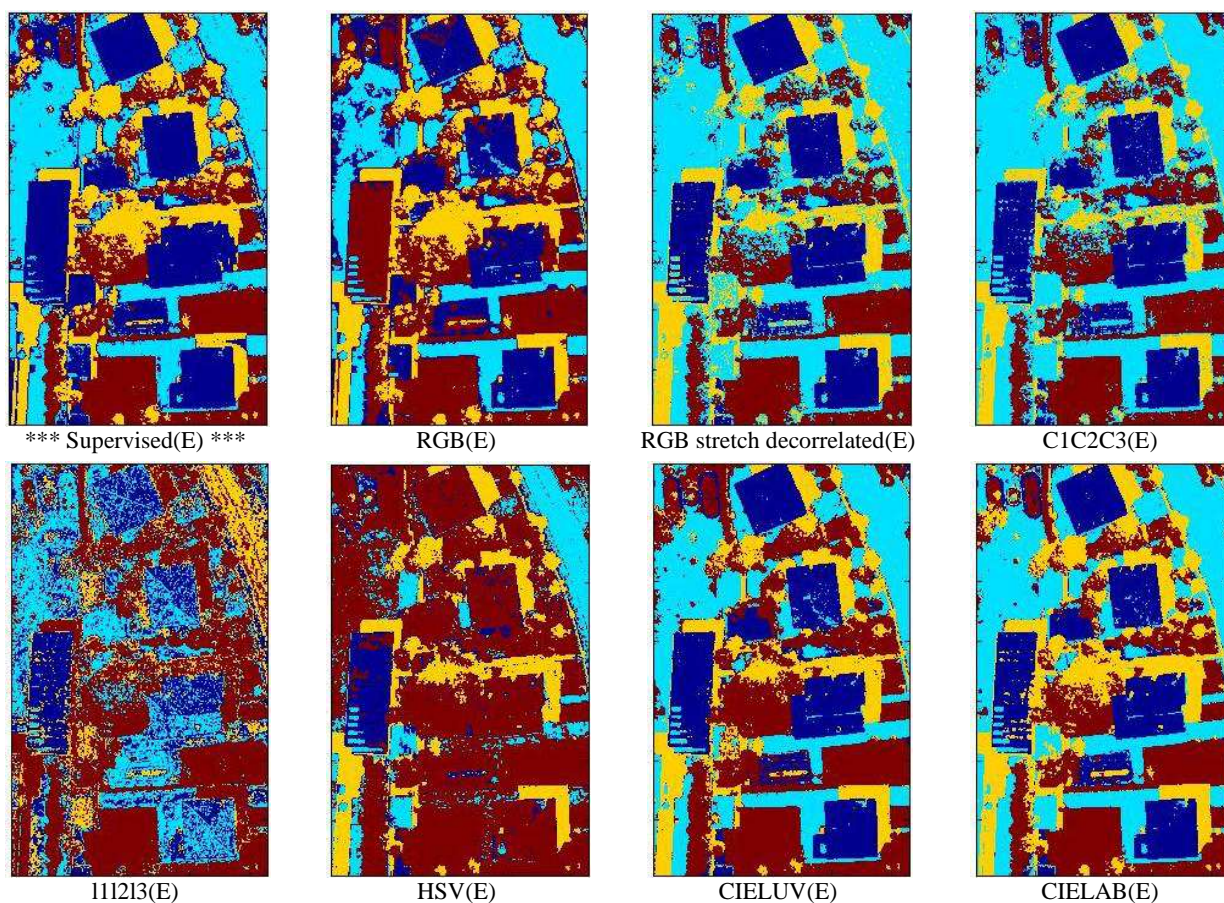 *** Supervised(E) ***
RGB(E)
RGB stretch decorrelated(E)
C1C2C3(E)
l1l2l3(E)
HSV(E)
CIELUV(E)
CIELAB(E)